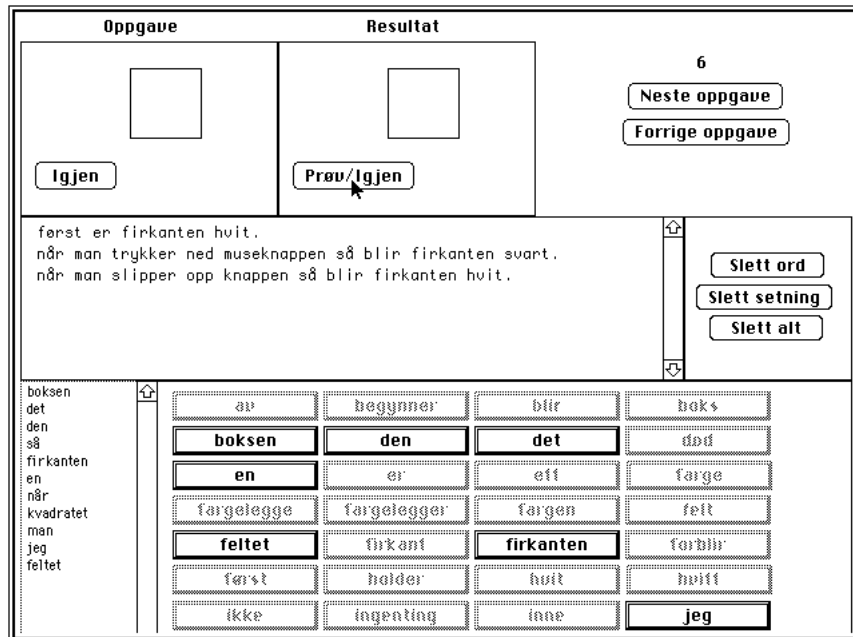 Oppgave Resultat
6
Neste oppgave
Forrige oppgave
Igjen
Prøv/Igjen
først er firkanten hvit.
når man trykker ned museknappen så blir firkanten svart.
når man slipper opp knappen så blir firkanten hvit.
Slett ord
Slett setning
Slett alt
boksen
det
den
så
firkanten
en
når
kvadratet
man
jeg
feltet
av begynner blir boks
boksen den det død
en er ett farge
fargelegge fargelegger fargen felt
feltet firkant firkanten forblir
først holder hvit hvitt
ikke ingenting inne jeg